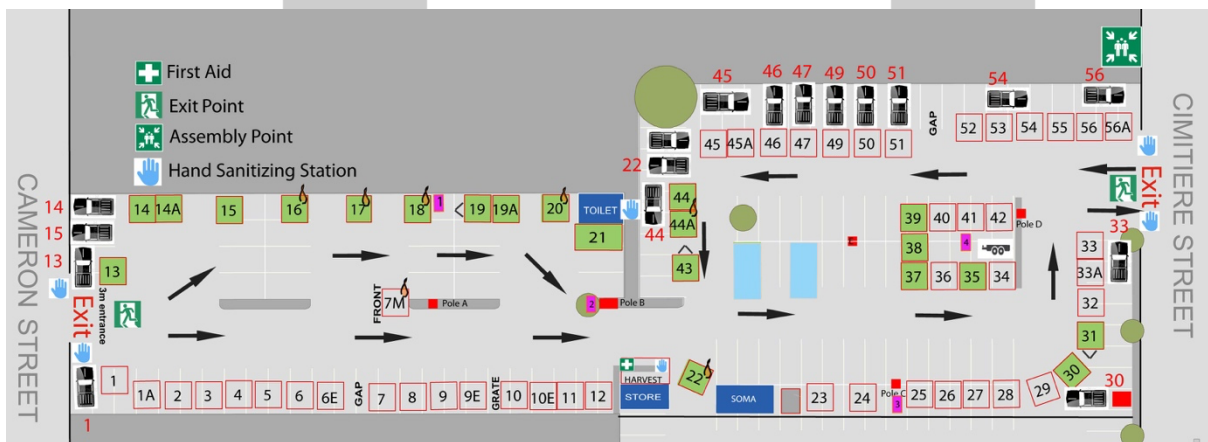 First Aid
Exit Point
Assembly Point
Hand Sanitizing Station
CAMERON STREET
CIMITIERE STREET
45 46 47 49 50 51 54 56
45 45A 46 47 49 50 51 GAP 52 53 54 55 56 56A
22
44
44
44A
43
14 15 13
14 14A 15 16 17 18 1 19 19A 20 TOILET
21
13
3m entrance
Exit
Exit
39 40 41 42
Pole D
38 4
37 36 35 34
33
33
33A
32
31
30
29
30
FRONT
7M
Pole A
2
Pole B
1
1
1A 2 3 4 5 6 6E GAP 7 8 9 9E GRATE 10 10E 11 12
HARVEST
STORE
22
SOMA
23 24
Pole C
3
25 26 27 28